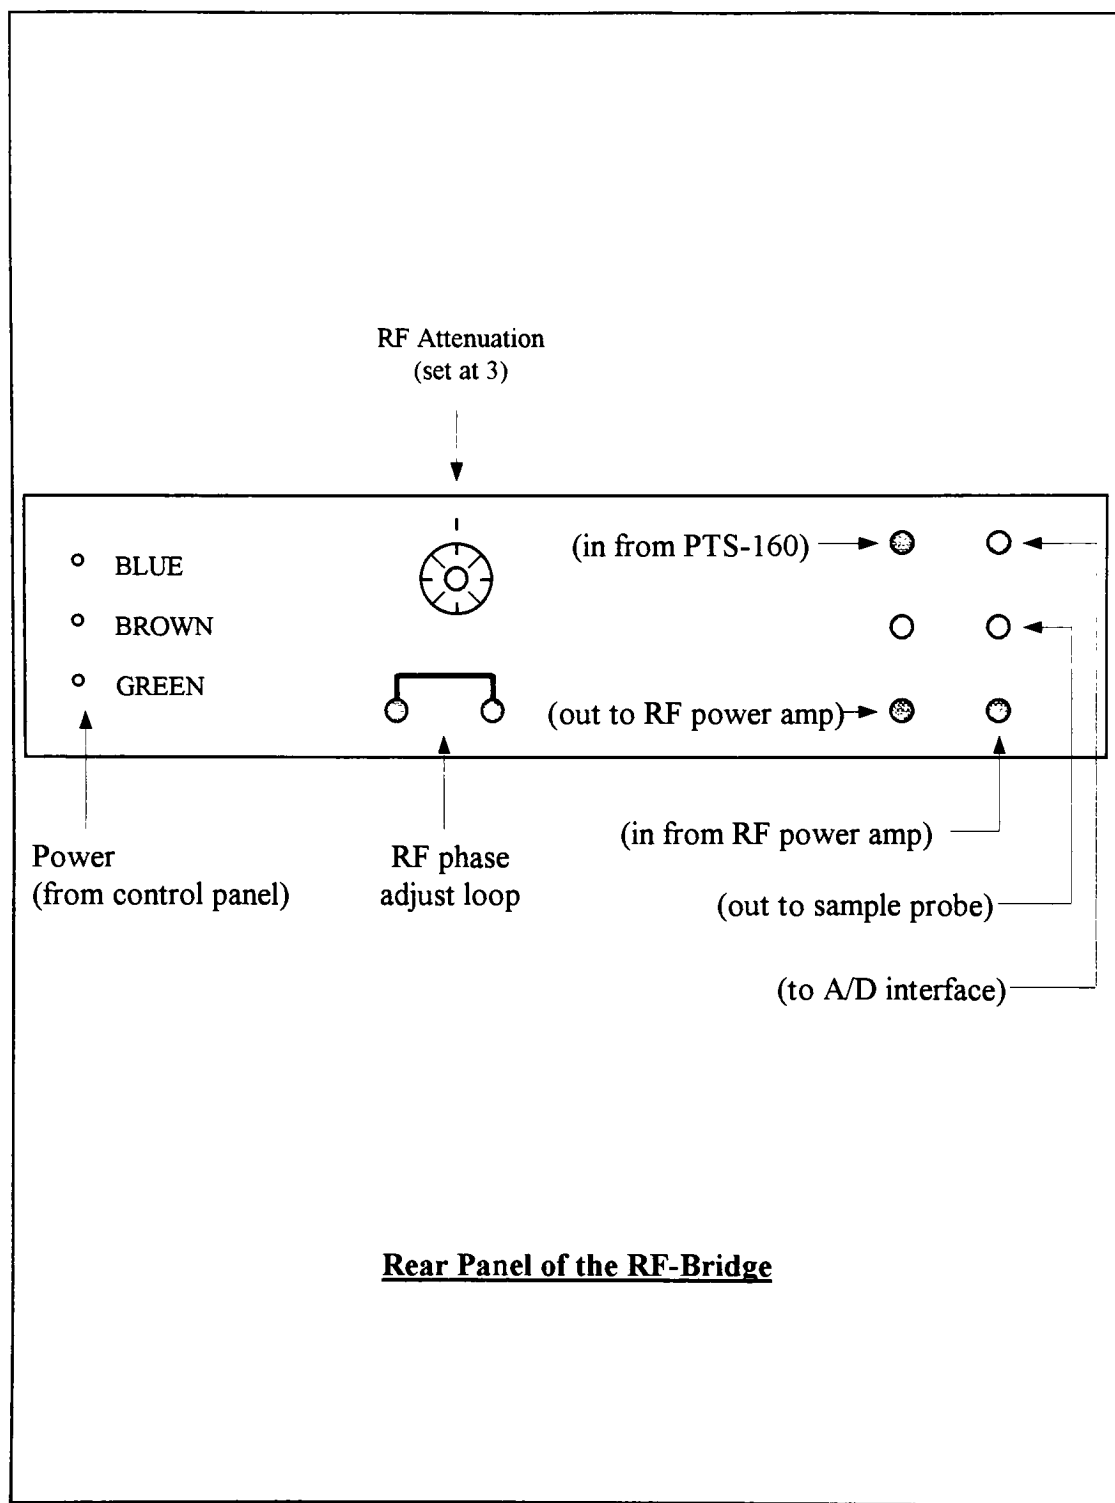 RF Attenuation
(set at 3)
BLUE
BROWN
GREEN
(in from PTS-160)
(out to RF power amp)
Power
(from control panel)
RF phase
adjust loop
(in from RF power amp)
(out to sample probe)
(to A/D interface)
Rear Panel of the RF-Bridge